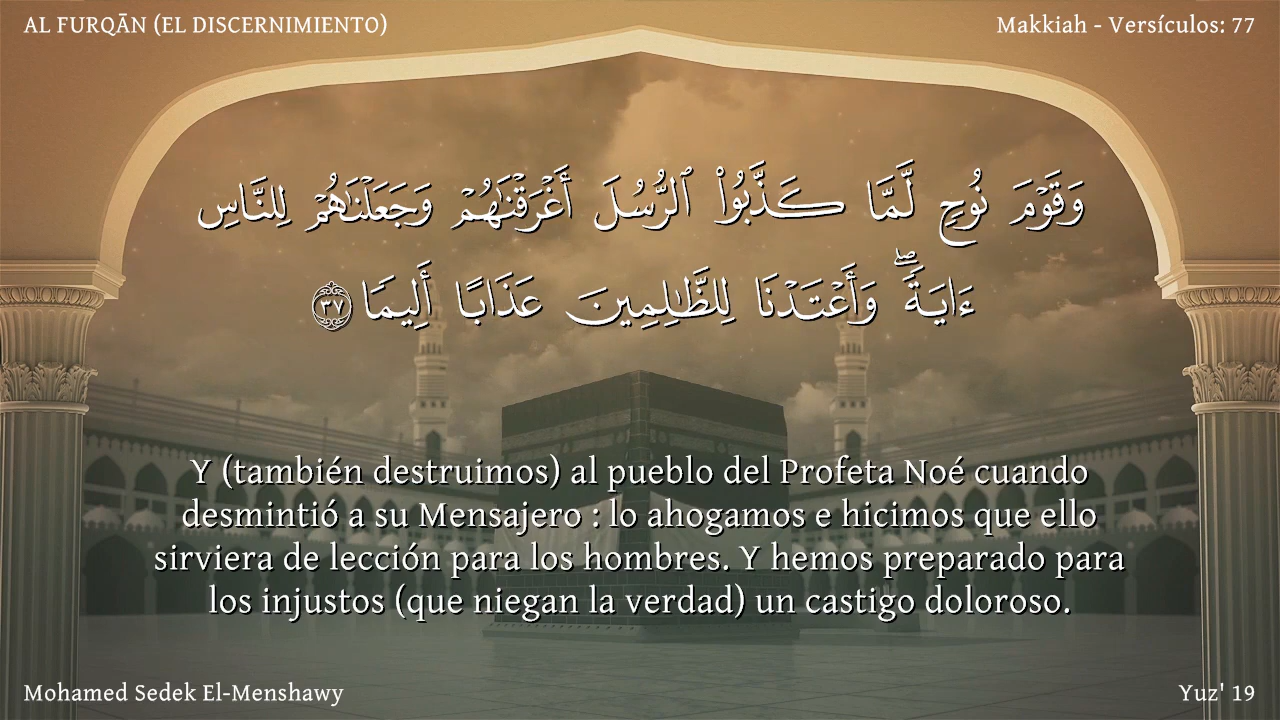 AL FURQĀN (EL DISCERNIMIENTO)
Makkiah - Versículos: 77
وَقَوْمَ نُوحٍ لَّمَّا كَذَّبُوا۟ ٱلرُّسُلَ أَغْرَقْنَٰهُمْ وَجَعَلْنَٰهُمْ لِلنَّاسِ
ءَايَةً ۖ وَأَعْتَدْنَا لِلظَّٰلِمِينَ عَذَابًا أَلِيمًا ٣٧
Y (también destruimos) al pueblo del Profeta Noé cuando
desmintió a su Mensajero : lo ahogamos e hicimos que ello
sirviera de lección para los hombres. Y hemos preparado para
los injustos (que niegan la verdad) un castigo doloroso.
Mohamed Sedek El-Menshawy
Yuz' 19